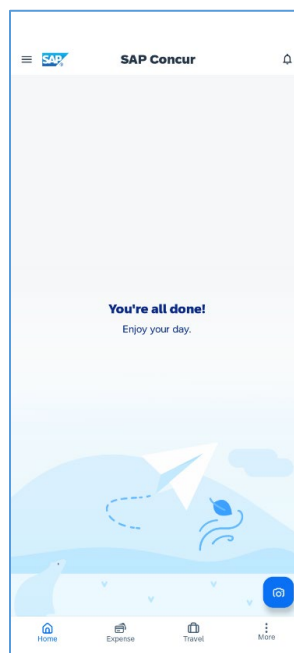 SAP
SAP Concur
You're all done!
Enjoy your day.
Home
Expense
Travel
More